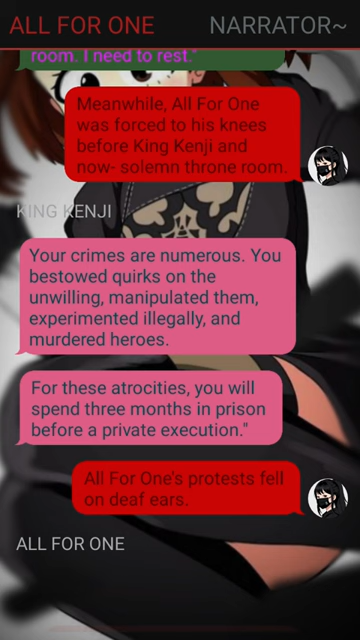 ALL FOR ONE NARRATOR~
room. I need to rest."
Meanwhile, All For One
was forced to his knees
before King Kenji and
now- solemn throne room.
KING KENJI
Your crimes are numerous. You
bestowed quirks on the
unwilling, manipulated them,
experimented illegally, and
murdered heroes.
For these atrocities, you will
spend three months in prison
before a private execution."
All For One's protests fell
on deaf ears.
ALL FOR ONE